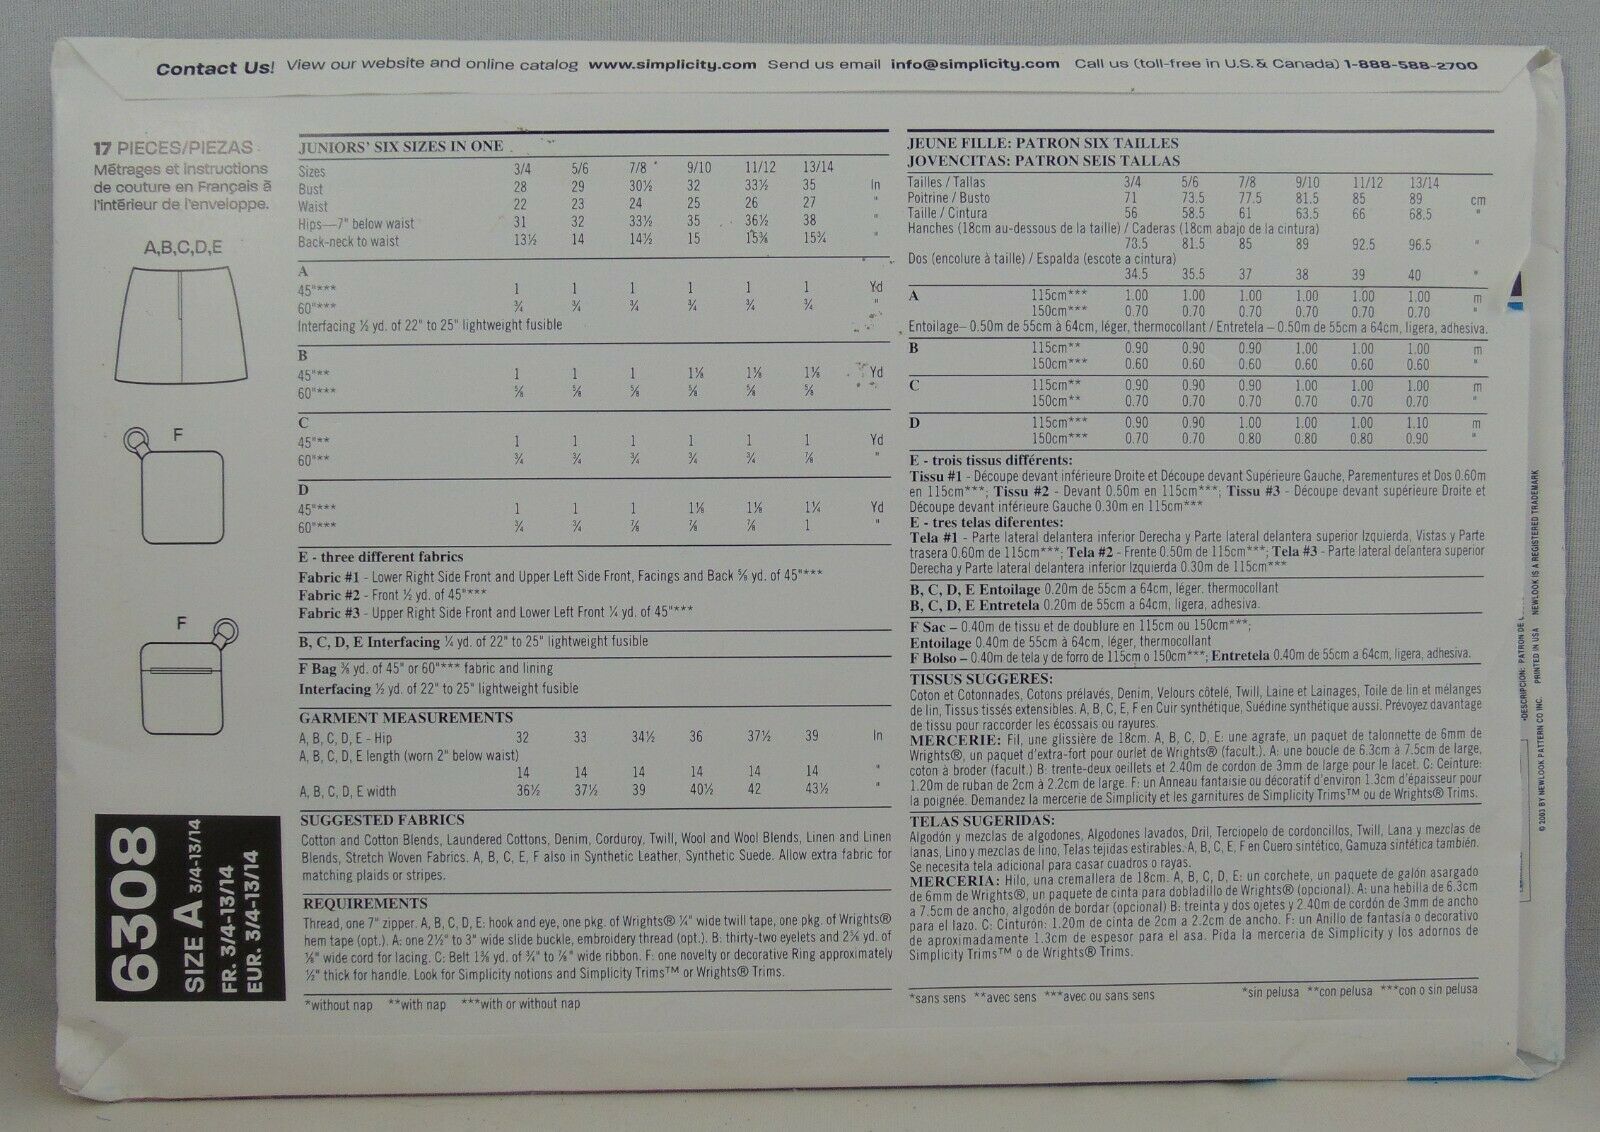 Contact Us! View our website and online catalog www.simplicity.com Send us email info@simplicity.com Call us (toll-free in U.S. & Canada) 1-888-588-2700
17 PIECES/PIEZAS
Métrages et instructions
de couture en Français à
l'intérieur de l'enveloppe.
A,B,C,D,E
F
F
6308
SIZE A 3/4-13/14
FR. 3/4-13/14
EUR. 3/4-13/14
JUNIORS' SIX SIZES IN ONE
Sizes 3/4 5/6 7/8 9/10 11/12 13/14
Bust 28 29 30½ 32 33½ 35 In
Waist 22 23 24 25 26 27 "
Hips—7" below waist 31 32 33½ 35 36½ 38 "
Back-neck to waist 13½ 14 14½ 15 15⅜ 15¾ "
A
45"*** 1 1 1 1 1 1 Yd
60"*** ¾ ¾ ¾ ¾ ¾ ¾ "
Interfacing ½ yd. of 22" to 25" lightweight fusible
B
45"** 1 1 1 1⅛ 1⅛ 1⅛ Yd
60"*** ⅝ ⅝ ⅝ ⅝ ⅝ ⅝ "
C
45"** 1 1 1 1 1 1 Yd
60"** ¾ ¾ ¾ ¾ ¾ ⅞ "
D
45"*** 1 1 1 1⅛ 1⅛ 1¼ Yd
60"*** ¾ ¾ ⅞ ⅞ ⅞ 1 "
E - three different fabrics
Fabric #1 - Lower Right Side Front and Upper Left Side Front, Facings and Back ⅝ yd. of 45"***
Fabric #2 - Front ½ yd. of 45"***
Fabric #3 - Upper Right Side Front and Lower Left Front ¼ yd. of 45"***
B, C, D, E Interfacing ¼ yd. of 22" to 25" lightweight fusible
F Bag ⅜ yd. of 45" or 60"*** fabric and lining
Interfacing ½ yd. of 22" to 25" lightweight fusible
GARMENT MEASUREMENTS
A, B, C, D, E - Hip 32 33 34½ 36 37½ 39 In
A, B, C, D, E length (worn 2" below waist)
14 14 14 14 14 14 "
A, B, C, D, E width 36½ 37½ 39 40½ 42 43½ "
SUGGESTED FABRICS
Cotton and Cotton Blends, Laundered Cottons, Denim, Corduroy, Twill, Wool and Wool Blends, Linen and Linen
Blends, Stretch Woven Fabrics. A, B, C, E, F also in Synthetic Leather, Synthetic Suede. Allow extra fabric for
matching plaids or stripes.
REQUIREMENTS
Thread, one 7" zipper. A, B, C, D, E: hook and eye, one pkg. of Wrights® ¼" wide twill tape, one pkg. of Wrights®
hem tape (opt.). A: one 2½" to 3" wide slide buckle, embroidery thread (opt.). B: thirty-two eyelets and 2⅝ yd. of
⅛" wide cord for lacing. C: Belt 1⅜ yd. of ¾" to ⅞" wide ribbon. F: one novelty or decorative Ring approximately
½" thick for handle. Look for Simplicity notions and Simplicity Trims™ or Wrights® Trims.
*without nap **with nap ***with or without nap
JEUNE FILLE: PATRON SIX TAILLES
JOVENCITAS: PATRON SEIS TALLAS
Tailles / Tallas 3/4 5/6 7/8 9/10 11/12 13/14
Poitrine / Busto 71 73.5 77.5 81.5 85 89 cm
Taille / Cintura 56 58.5 61 63.5 66 68.5 "
Hanches (18cm au-dessous de la taille) / Caderas (18cm abajo de la cintura)
73.5 81.5 85 89 92.5 96.5 "
Dos (encolure à taille) / Espalda (escote a cintura)
34.5 35.5 37 38 39 40 "
A 115cm*** 1.00 1.00 1.00 1.00 1.00 1.00 m
150cm*** 0.70 0.70 0.70 0.70 0.70 0.70 "
Entoilage– 0.50m de 55cm à 64cm, léger, thermocollant / Entretela – 0.50m de 55cm a 64cm, ligera, adhesiva.
B 115cm** 0.90 0.90 0.90 1.00 1.00 1.00 m
150cm*** 0.60 0.60 0.60 0.60 0.60 0.60 "
C 115cm** 0.90 0.90 0.90 1.00 1.00 1.00 m
150cm** 0.70 0.70 0.70 0.70 0.70 0.70 "
D 115cm*** 0.90 0.90 1.00 1.00 1.00 1.10 m
150cm*** 0.70 0.70 0.80 0.80 0.80 0.90 "
E - trois tissus différents:
Tissu #1 - Découpe devant inférieure Droite et Découpe devant Supérieure Gauche, Parementures et Dos 0.60m
en 115cm***; Tissu #2 - Devant 0.50m en 115cm***; Tissu #3 - Découpe devant supérieure Droite et
Découpe devant inférieure Gauche 0.30m en 115cm***
E - tres telas diferentes:
Tela #1 - Parte lateral delantera inferior Derecha y Parte lateral delantera superior Izquierda, Vistas y Parte
trasera 0.60m de 115cm***; Tela #2 - Frente 0.50m de 115cm***; Tela #3 - Parte lateral delantera superior
Derecha y Parte lateral delantera inferior Izquierda 0.30m de 115cm***
B, C, D, E Entoilage 0.20m de 55cm a 64cm, léger. thermocollant
B, C, D, E Entretela 0.20m de 55cm a 64cm, ligera, adhesiva.
F Sac – 0.40m de tissu et de doublure en 115cm ou 150cm***;
Entoilage 0.40m de 55cm à 64cm, léger, thermocollant
F Bolso – 0.40m de tela y de forro de 115cm o 150cm***; Entretela 0.40m de 55cm a 64cm, ligera, adhesiva.
TISSUS SUGGERES:
Coton et Cotonnades, Cotons prélavés, Denim, Velours côtelé, Twill, Laine et Lainages, Toile de lin et mélanges
de lin, Tissus tissés extensibles. A, B, C, E, F en Cuir synthétique, Suédine synthétique aussi. Prévoyez davantage
de tissu pour raccorder les écossais ou rayures.
MERCERIE: Fil, une glissière de 18cm. A, B, C, D, E: une agrafe, un paquet de talonnette de 6mm de
Wrights®, un paquet d'extra-fort pour ourlet de Wrights® (facult.). A: une boucle de 6.3cm à 7.5cm de large,
coton à broder (facult.) B: trente-deux oeillets et 2.40m de cordon de 3mm de large pour le lacet. C: Ceinture:
1.20m de ruban de 2cm à 2.2cm de large. F: un Anneau fantaisie ou décoratif d'environ 1.3cm d'épaisseur pour
la poignée. Demandez la mercerie de Simplicity et les garnitures de Simplicity Trims™ ou de Wrights® Trims.
TELAS SUGERIDAS:
Algodón y mezclas de algodones, Algodones lavados, Dril, Terciopelo de cordoncillos, Twill, Lana y mezclas de
lanas, Lino y mezclas de lino, Telas tejidas estirables. A, B, C, E, F en Cuero sintético, Gamuza sintética también.
Se necesita tela adicional para casar cuadros o rayas.
MERCERIA: Hilo, una cremallera de 18cm. A, B, C, D, E: un corchete, un paquete de galón asargado
de 6mm de Wrights®, un paquete de cinta para dobladillo de Wrights® (opcional). A: una hebilla de 6.3cm
a 7.5cm de ancho, algodón de bordar (opcional) B: treinta y dos ojetes y 2.40m de cordón de 3mm de ancho
para el lazo. C: Cinturón: 1.20m de cinta de 2cm a 2.2cm de ancho. F: un Anillo de fantasía o decorativo
de aproximadamente 1.3cm de espesor para el asa. Pida la merceria de Simplicity y los adornos de
Simplicity Trims™ o de Wrights® Trims.
*sans sens **avec sens ***avec ou sans sens *sin pelusa **con pelusa ***con o sin pelusa
© 2003 BY NEWLOOK PATTERN CO INC. PRINTED IN USA NEWLOOK IS A REGISTERED TRADEMARK
DESCRIPCION: PATRON DE